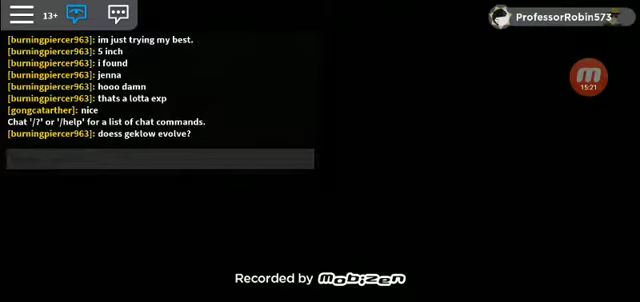 13+
ProfessorRobin573
[burningpiercer963]: im just trying my best.
[burningpiercer963]: 5 inch
[burningpiercer963]: i found
[burningpiercer963]: jenna
[burningpiercer963]: hooo damn
[burningpiercer963]: thats a lotta exp
[gongcatarther]: nice
Chat '/?' or '/help' for a list of chat commands.
[burningpiercer963]: doess geklow evolve?
15:21
Recorded by mobizen